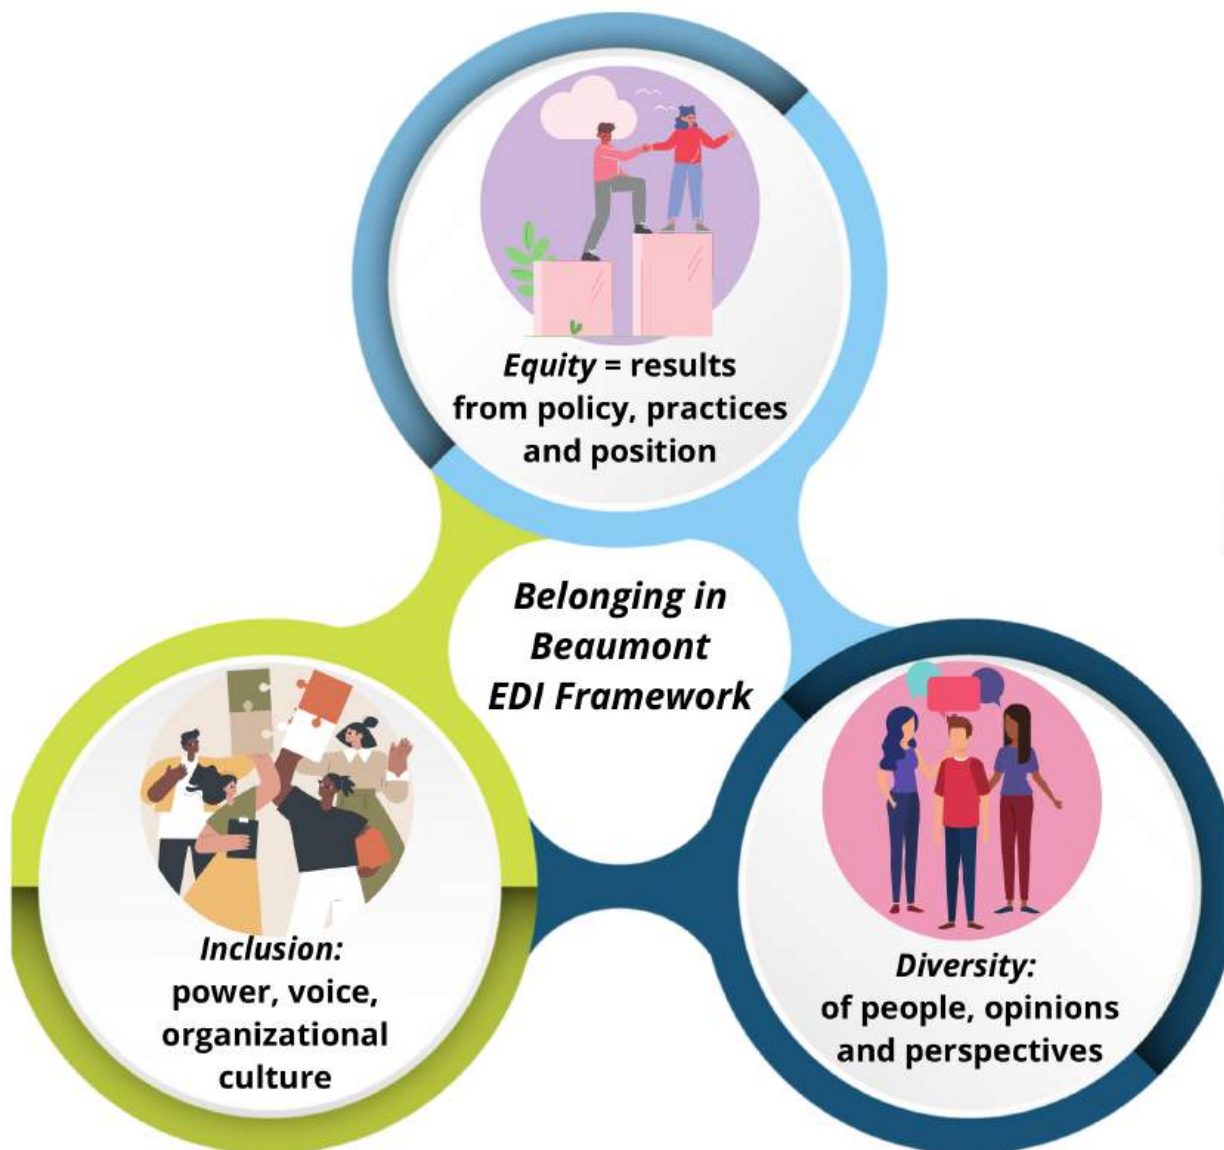 Equity = results
from policy, practices
and position
Belonging in
Beaumont
EDI Framework
Inclusion:
power, voice,
organizational
culture
Diversity:
of people, opinions
and perspectives